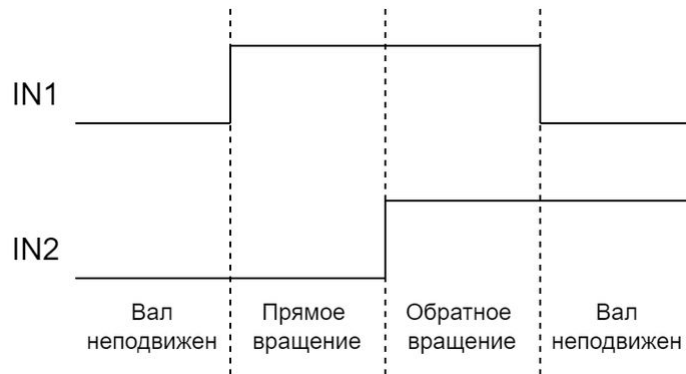 IN1
IN2
Вал
неподвижен
Прямое
вращение
Обратное
вращение
Вал
неподвижен